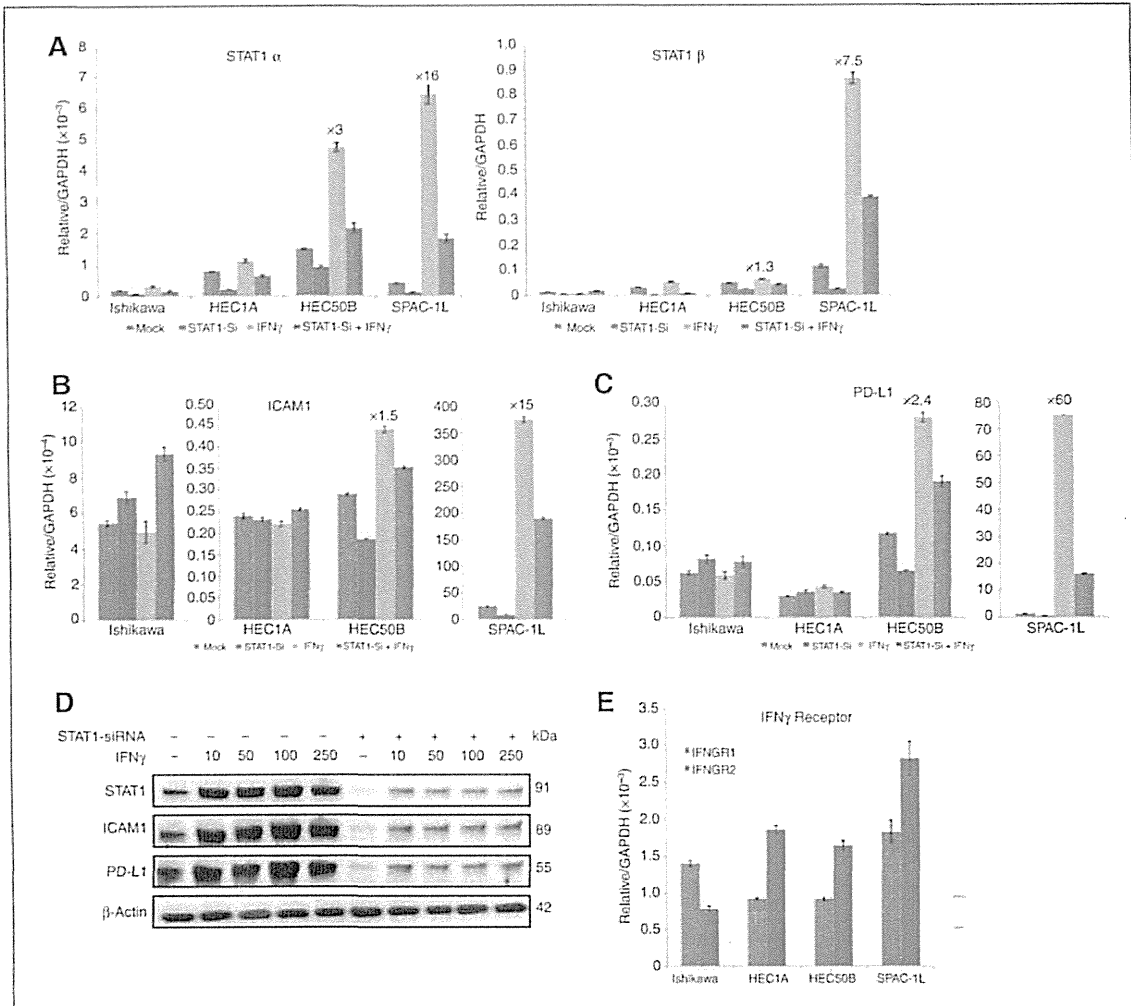 A
STAT1 α
Relative/GAPDH (×10⁻³)
8
7
6
5
4
3
2
1
0
×3
×16
Ishikawa HEC1A HEC50B SPAC-1L
Mock STAT1-Si IFNγ STAT1-Si + IFNγ
STAT1 β
Relative/GAPDH
1.0
0.9
0.8
0.7
0.6
0.5
0.4
0.3
0.2
0.1
0
×1.3
×7.5
Ishikawa HEC1A HEC50B SPAC-1L
Mock STAT1-Si IFNγ STAT1-Si + IFNγ
B
ICAM1
Relative/GAPDH (×10⁻⁴)
12
10
8
6
4
2
0
0.50
0.45
0.40
0.35
0.30
0.25
0.20
0.15
0.10
0.05
0
×1.5
400
350
300
250
200
150
100
50
0
×15
Ishikawa HEC1A HEC50B SPAC-1L
Mock STAT1-Si IFNγ STAT1-Si + IFNγ
C
PD-L1
Relative/GAPDH (×10⁻³)
0.30
0.25
0.20
0.15
0.10
0.05
0
×2.4
80
70
60
50
40
30
20
10
0
×60
Ishikawa HEC1A HEC50B SPAC-1L
Mock STAT1-Si IFNγ STAT1-Si + IFNγ
D
STAT1-siRNA – – – – – + + + + + kDa
IFNγ – 10 50 100 250 – 10 50 100 250
STAT1 91
ICAM1 89
PD-L1 55
β-Actin 42
E
IFNγ Receptor
IFNGR1
IFNGR2
Relative/GAPDH (×10⁻³)
3.5
3.0
2.5
2.0
1.5
1.0
0.5
0
Ishikawa HEC1A HEC50B SPAC-1L